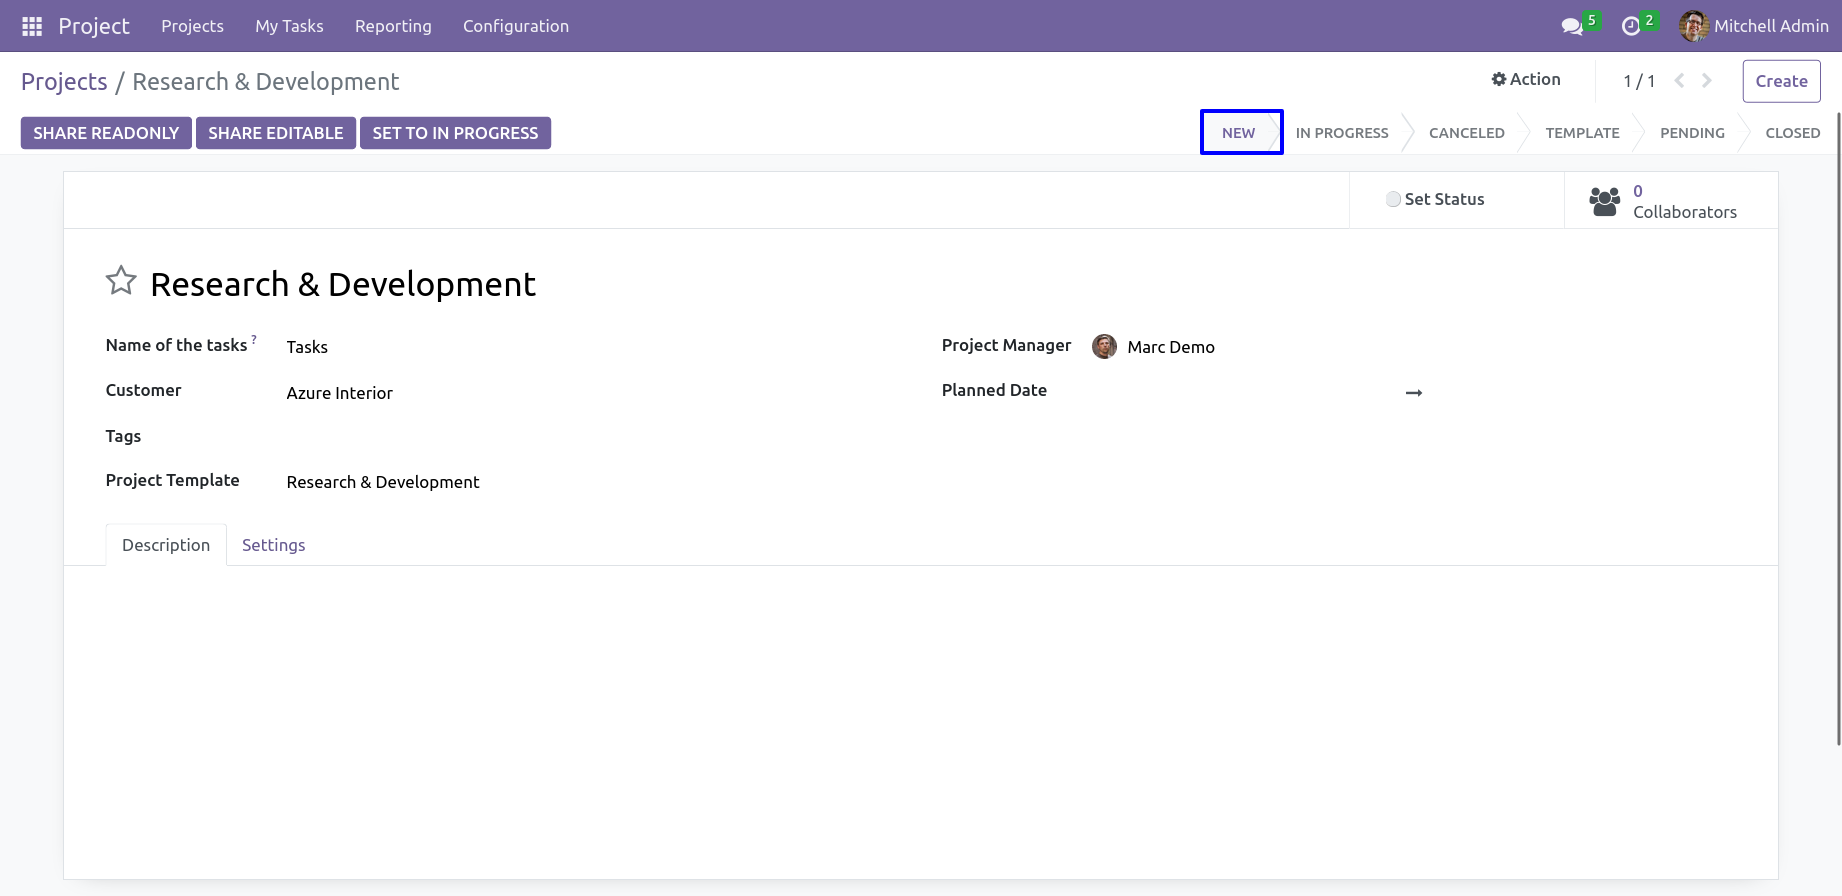 Project Projects My Tasks Reporting Configuration 5 2 Mitchell Admin
Projects / Research & Development Action 1 / 1 Create
SHARE READONLY SHARE EDITABLE SET TO IN PROGRESS NEW IN PROGRESS CANCELED TEMPLATE PENDING CLOSED
Set Status 0 Collaborators
Research & Development
Name of the tasks ? Tasks Project Manager Marc Demo
Customer Azure Interior Planned Date
Tags
Project Template Research & Development
Description Settings